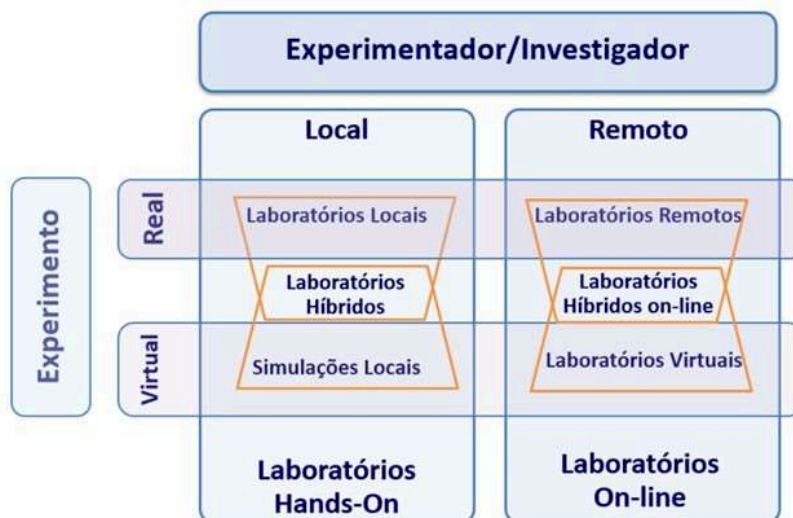 Experimentador/Investigador
Local
Remoto
Experimento
Real
Laboratórios Locais
Laboratórios Remotos
Laboratórios
Híbridos
Laboratórios
Híbridos on-line
Virtual
Simulações Locais
Laboratórios Virtuais
Laboratórios
Hands-On
Laboratórios
On-line